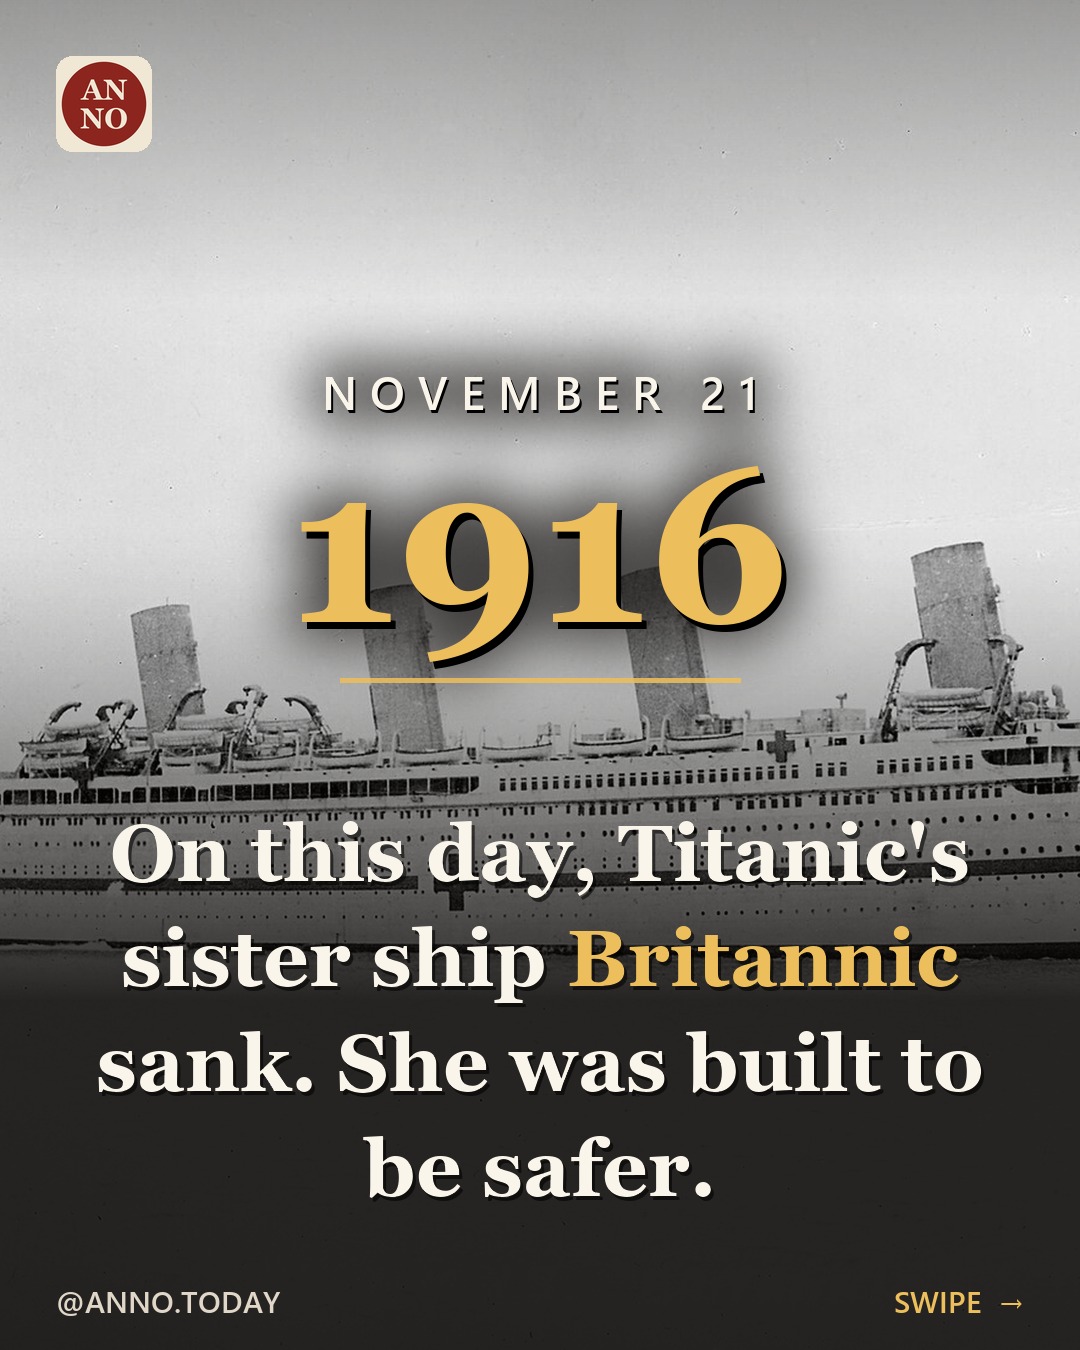 AN
NO
NOVEMBER 21
1916
On this day, Titanic's
sister ship Britannic
sank. She was built to
be safer.
@ANNO.TODAY
SWIPE →